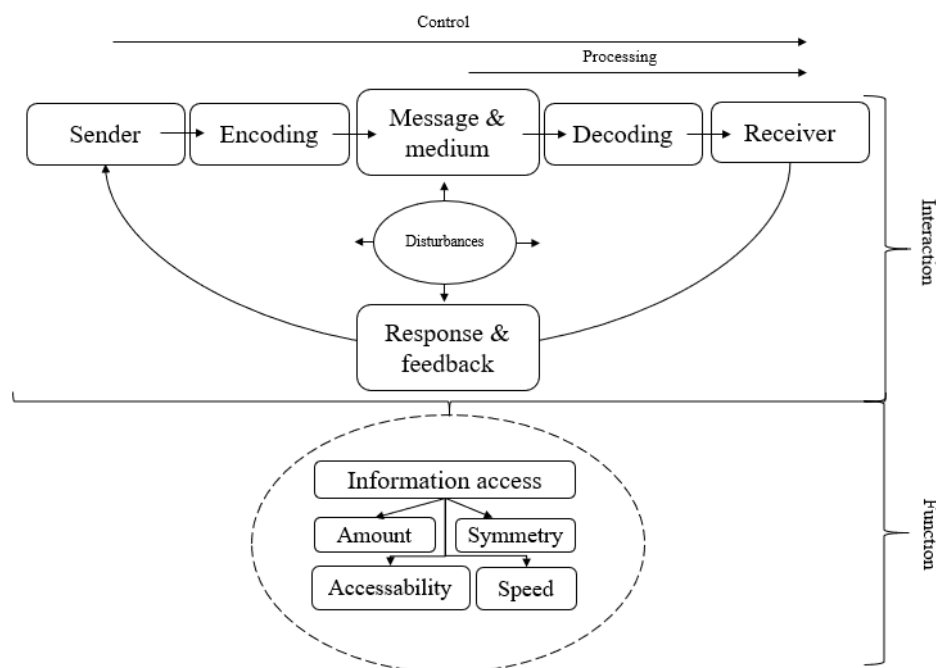 Control
Processing
Sender
Encoding
Message &
medium
Decoding
Receiver
Disturbances
Response &
feedback
Interaction
Information access
Amount
Symmetry
Accessability
Speed
Function